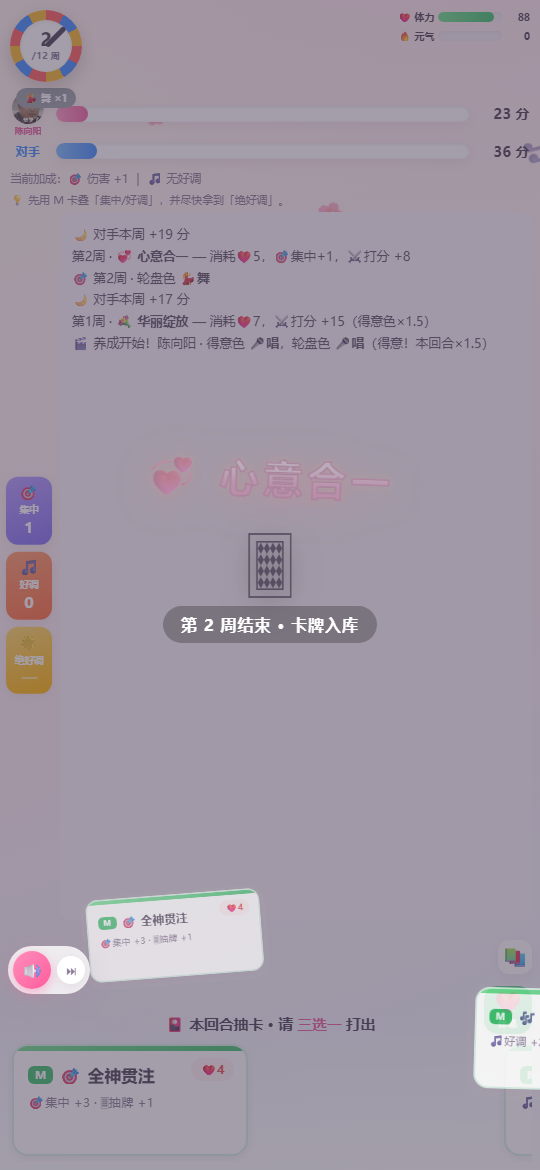 2
/12 周
体力 88
元气 0
舞 ×1
陈向阳
23 分
对手
36 分
当前加成: 伤害 +1 | 无好调
先用 M 卡叠「集中/好调」，并尽快拿到「绝好调」。
对手本周 +19 分
第2周 · 心意合一 — 消耗5, 集中+1, 打分 +8
第2周 · 轮盘色 舞
对手本周 +17 分
第1周 · 华丽绽放 — 消耗7, 打分 +15（得意色×1.5）
养成开始！陈向阳 · 得意色 唱, 轮盘色 唱（得意！本回合×1.5）
心意合一
集中
1
好调
0
绝好调
—
第 2 周结束 · 卡牌入库
M 全神贯注 4
集中 +3 · 抽牌 +1
M
好调
本回合抽卡 · 请 三选一 打出
M 全神贯注 4
集中 +3 · 抽牌 +1